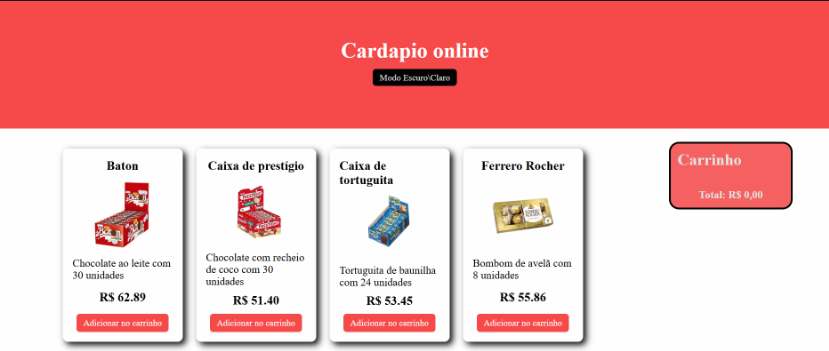 Cardapio online
Modo Escuro\Claro
Baton
Chocolate ao leite com
30 unidades
R$ 62.89
Adicionar no carrinho
Caixa de prestígio
Chocolate com recheio
de coco com 30
unidades
R$ 51.40
Adicionar no carrinho
Caixa de
tortuguita
Tortuguita de baunilha
com 24 unidades
R$ 53.45
Adicionar no carrinho
Ferrero Rocher
Bombom de avelã com
8 unidades
R$ 55.86
Adicionar no carrinho
Carrinho
Total: R$ 0,00